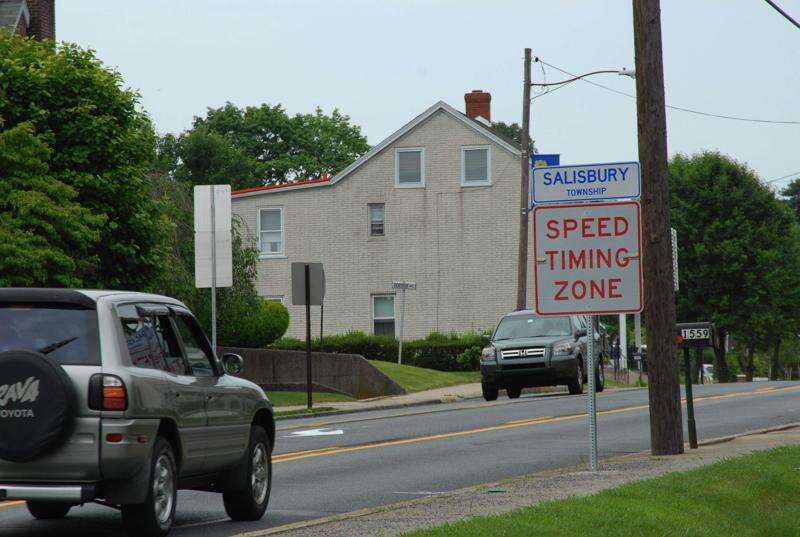 SALISBURY
TOWNSHIP
SPEED
TIMING
ZONE
1559
RAV4
TOYOTA